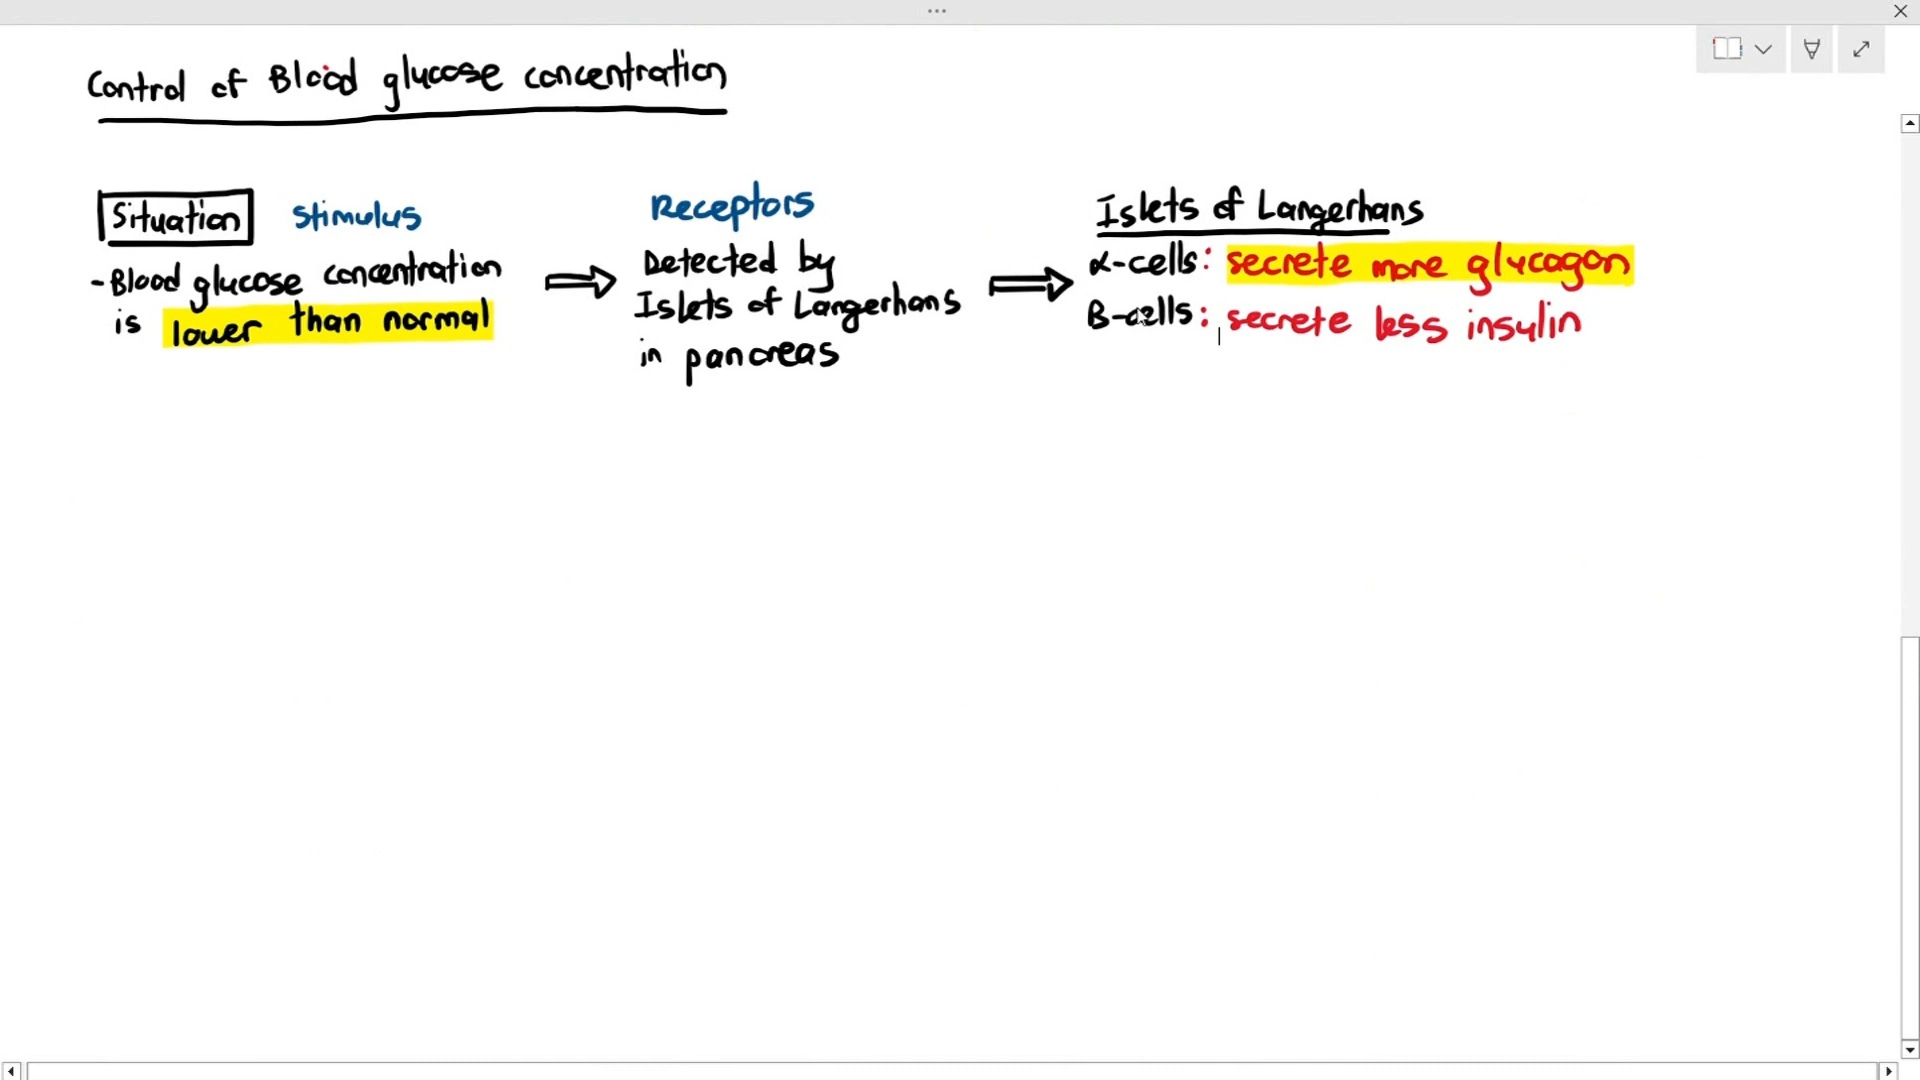 Control of Blood glucose concentration
Situation Stimulus
-Blood glucose concentration
is lower than normal
Receptors
Detected by
Islets of Langerhans
in pancreas
Islets of Langerhans
α-cells: secrete more glycagon
B-cells: secrete less insulin